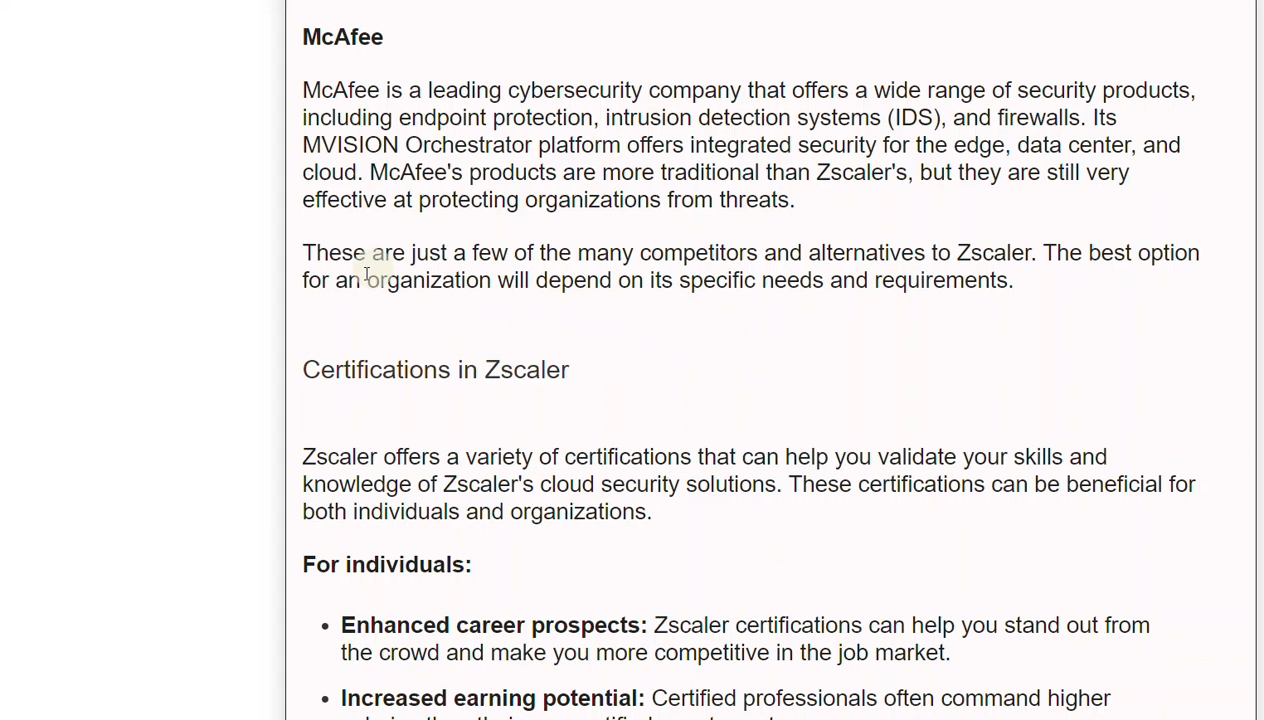 McAfee
McAfee is a leading cybersecurity company that offers a wide range of security products,
including endpoint protection, intrusion detection systems (IDS), and firewalls. Its
MVISION Orchestrator platform offers integrated security for the edge, data center, and
cloud. McAfee's products are more traditional than Zscaler's, but they are still very
effective at protecting organizations from threats.
These are just a few of the many competitors and alternatives to Zscaler. The best option
for an organization will depend on its specific needs and requirements.
Certifications in Zscaler
Zscaler offers a variety of certifications that can help you validate your skills and
knowledge of Zscaler's cloud security solutions. These certifications can be beneficial for
both individuals and organizations.
For individuals:
• Enhanced career prospects: Zscaler certifications can help you stand out from
the crowd and make you more competitive in the job market.
• Increased earning potential: Certified professionals often command higher